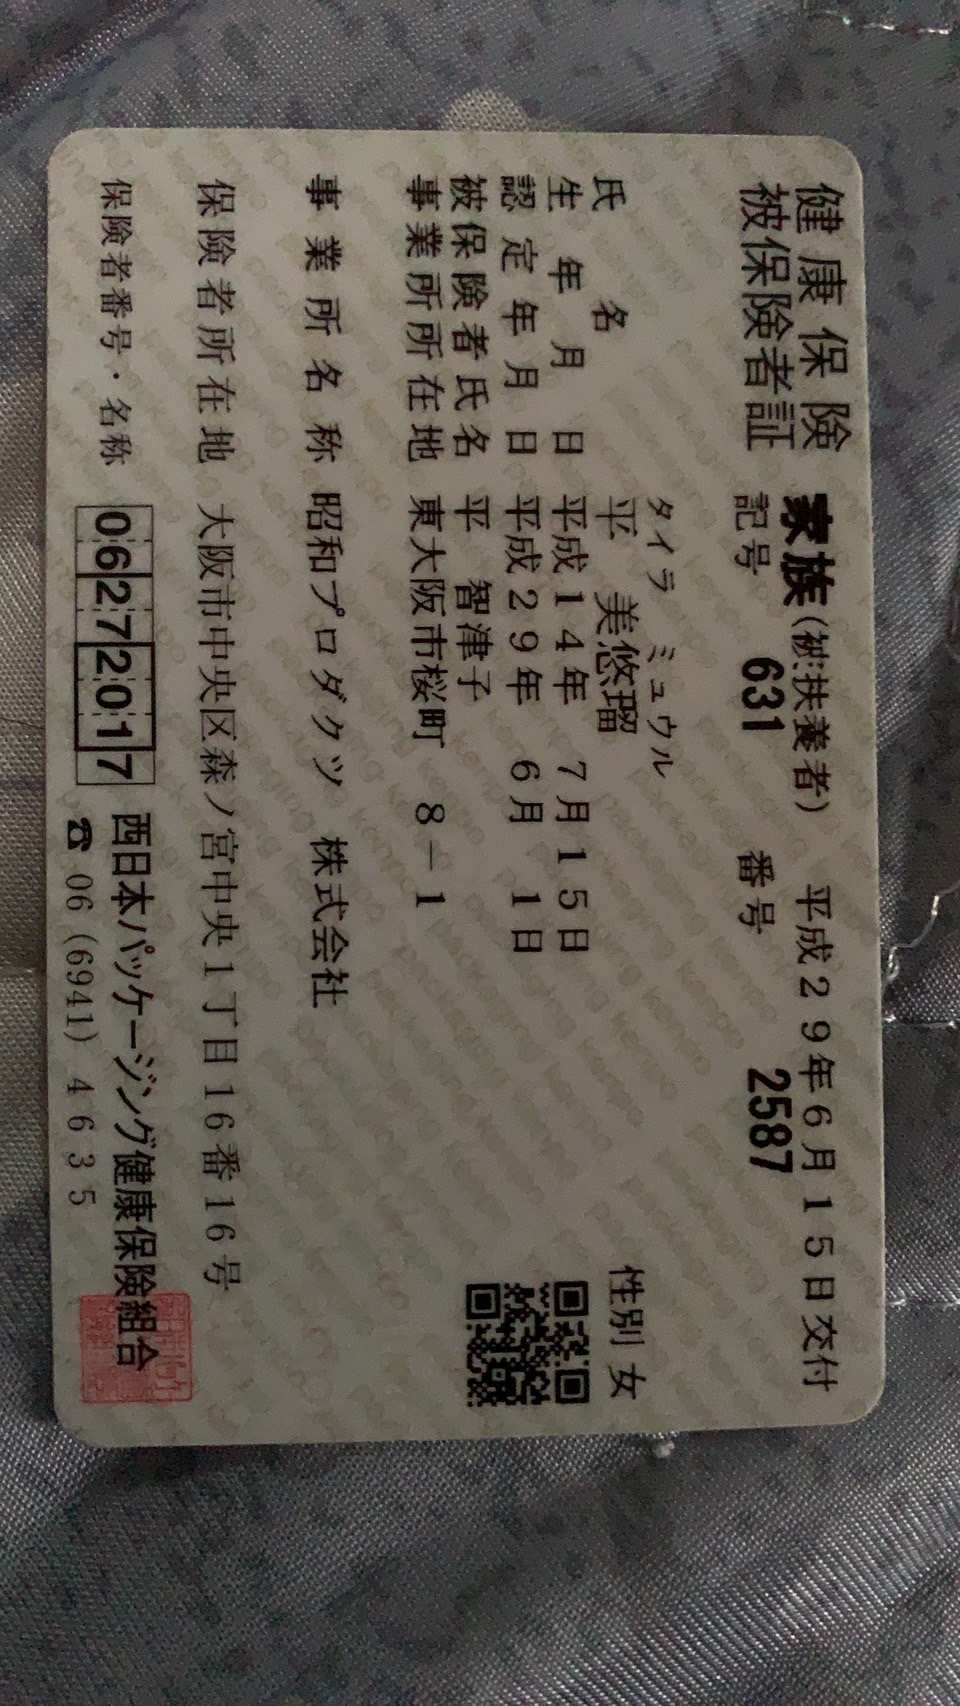 健康保険 家族(被扶養者) 平成29年6月15日交付
被保険者証 記号 631 番号 2587
タイラ ミュウル
氏名 平 美悠瑠 性別 女
生年月日 平成14年 7月15日
認定年月日 平成29年 6月 1日
被保険者氏名 平 智津子
事業所所在地 東大阪市桜町 8-1
事業所名称 昭和プロダクツ 株式会社
保険者所在地 大阪市中央区森ノ宮中央1丁目16番16号
保険者番号・名称 06272017 西日本パッケージング健康保険組合
☎ 06 (6941) 4635